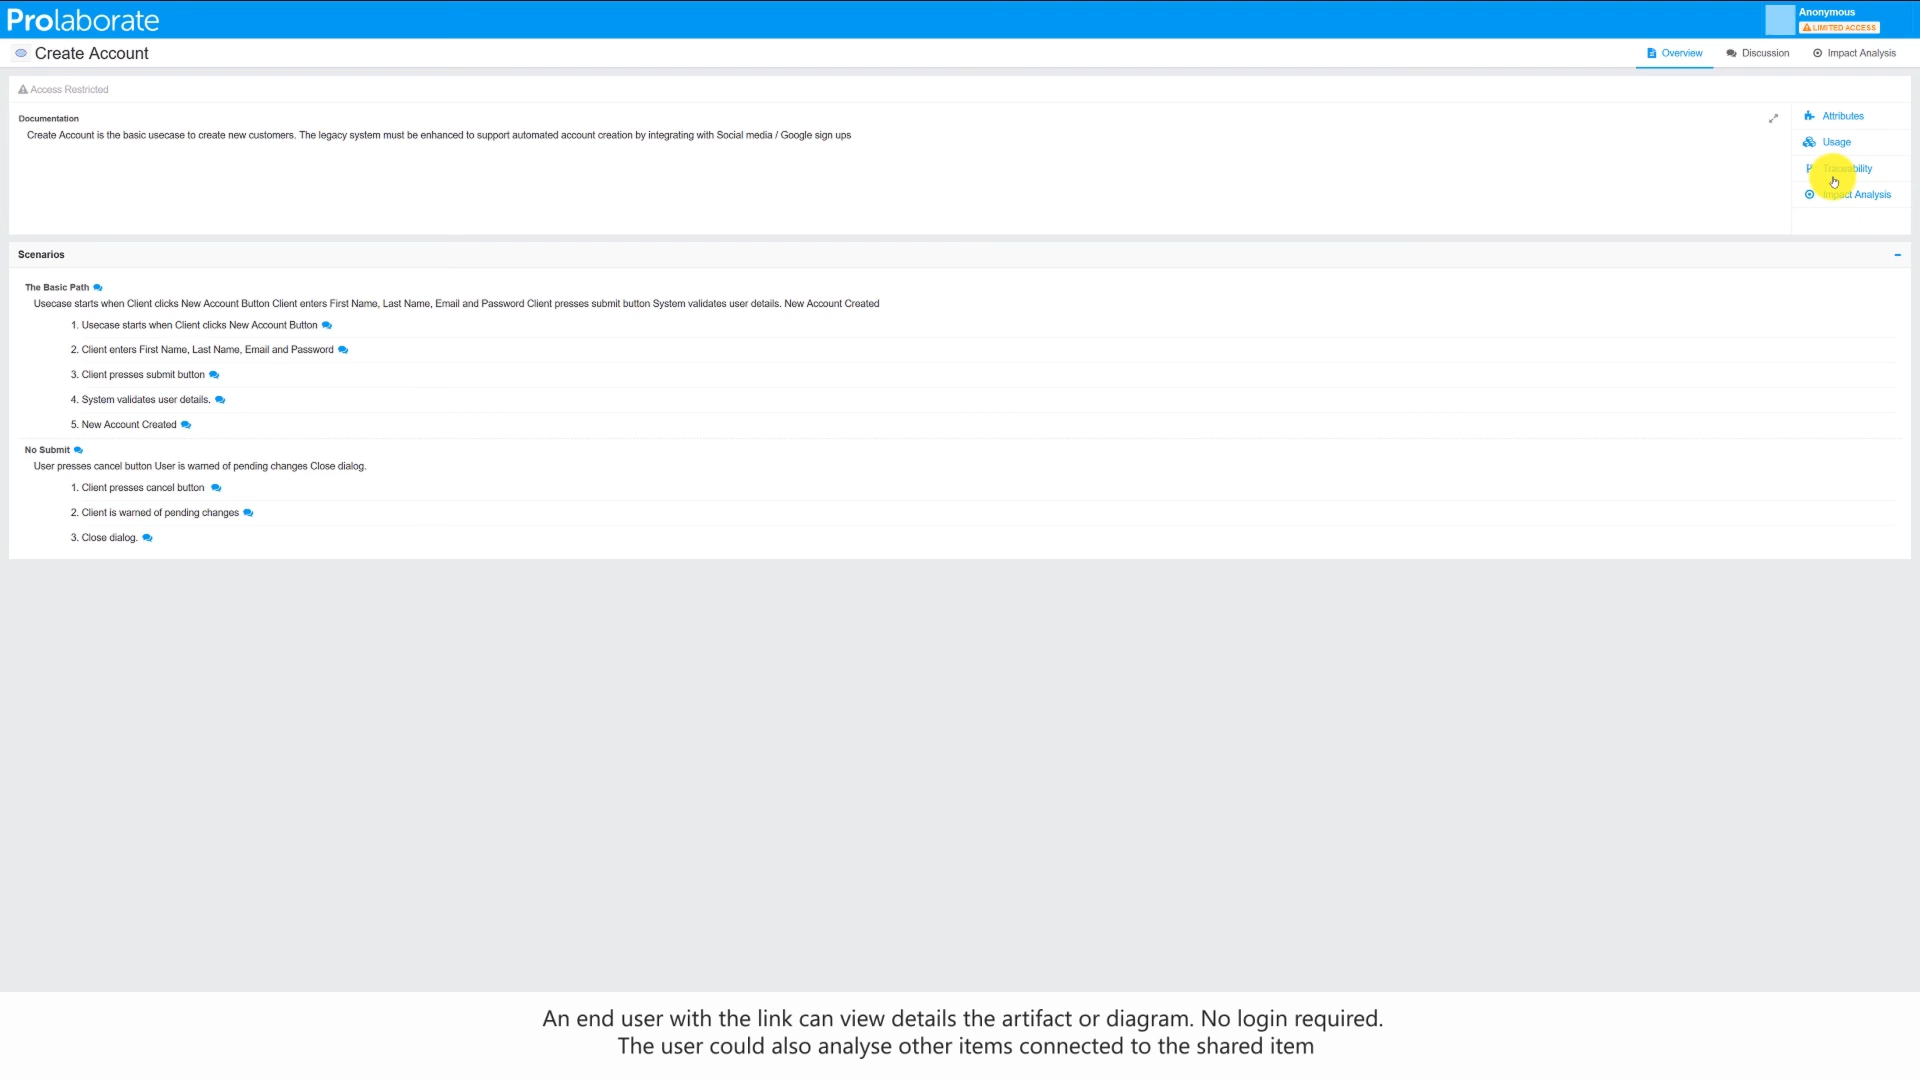 Prolaborate
Anonymous
LIMITED ACCESS
Create Account
Overview
Discussion
Impact Analysis
Access Restricted
Documentation
Create Account is the basic usecase to create new customers. The legacy system must be enhanced to support automated account creation by integrating with Social media / Google sign ups
Attributes
Usage
Traceability
Impact Analysis
Scenarios
The Basic Path
Usecase starts when Client clicks New Account Button Client enters First Name, Last Name, Email and Password Client presses submit button System validates user details. New Account Created
1. Usecase starts when Client clicks New Account Button
2. Client enters First Name, Last Name, Email and Password
3. Client presses submit button
4. System validates user details.
5. New Account Created
No Submit
User presses cancel button User is warned of pending changes Close dialog.
1. Client presses cancel button
2. Client is warned of pending changes
3. Close dialog.
An end user with the link can view details the artifact or diagram. No login required.
The user could also analyse other items connected to the shared item